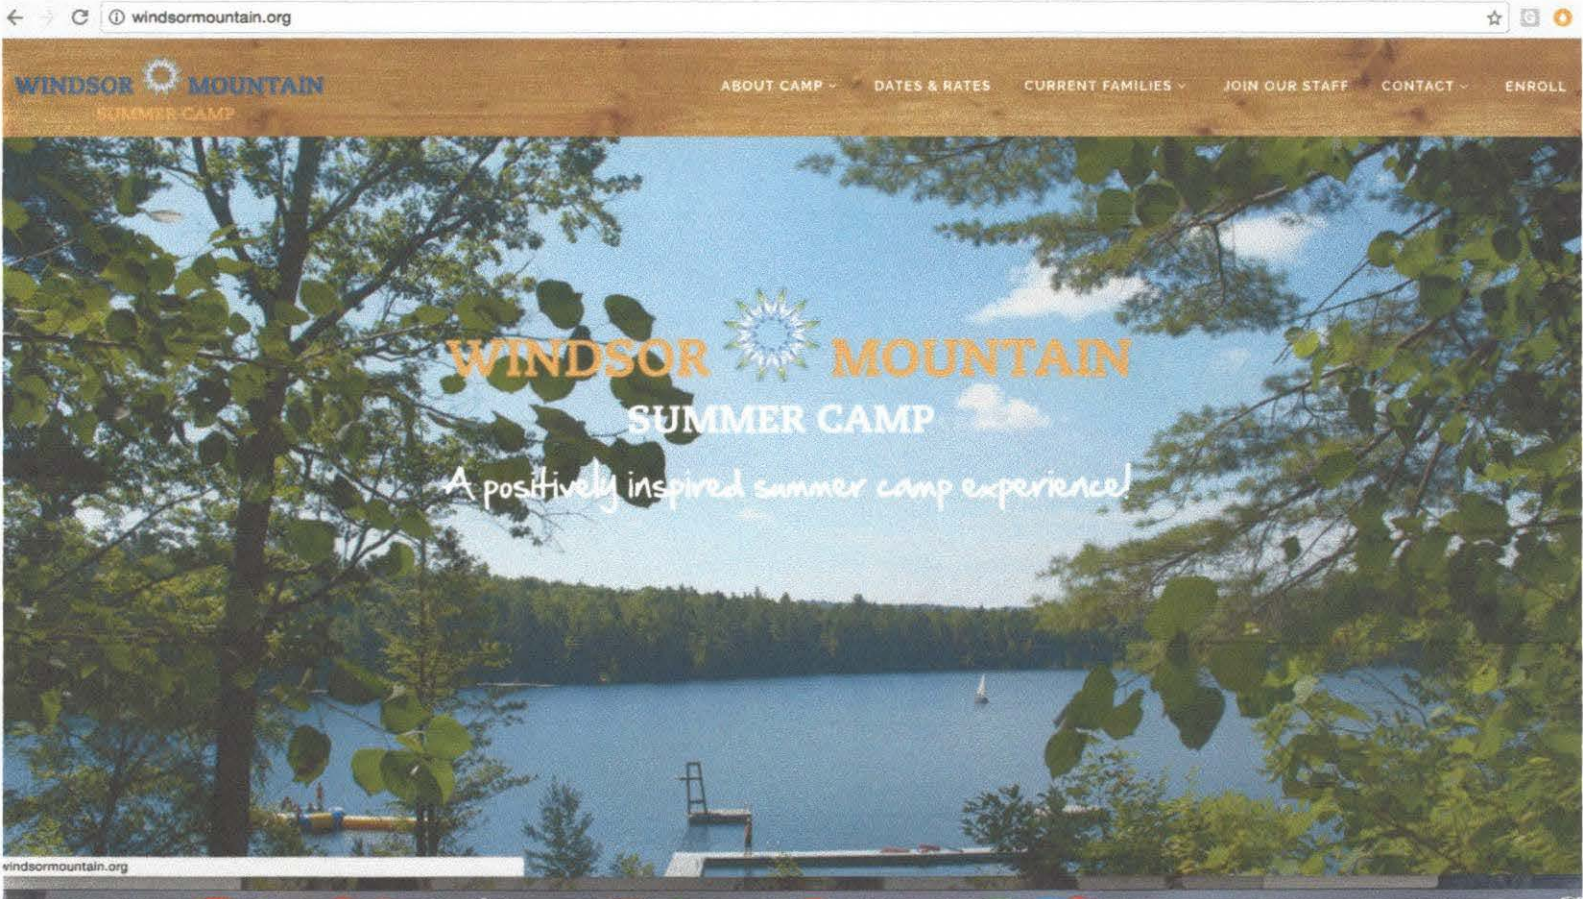 windsormountain.org
WINDSOR MOUNTAIN
SUMMER CAMP
ABOUT CAMP DATES & RATES CURRENT FAMILIES JOIN OUR STAFF CONTACT ENROLL
WINDSOR MOUNTAIN
SUMMER CAMP
A positively inspired summer camp experience!
windsormountain.org